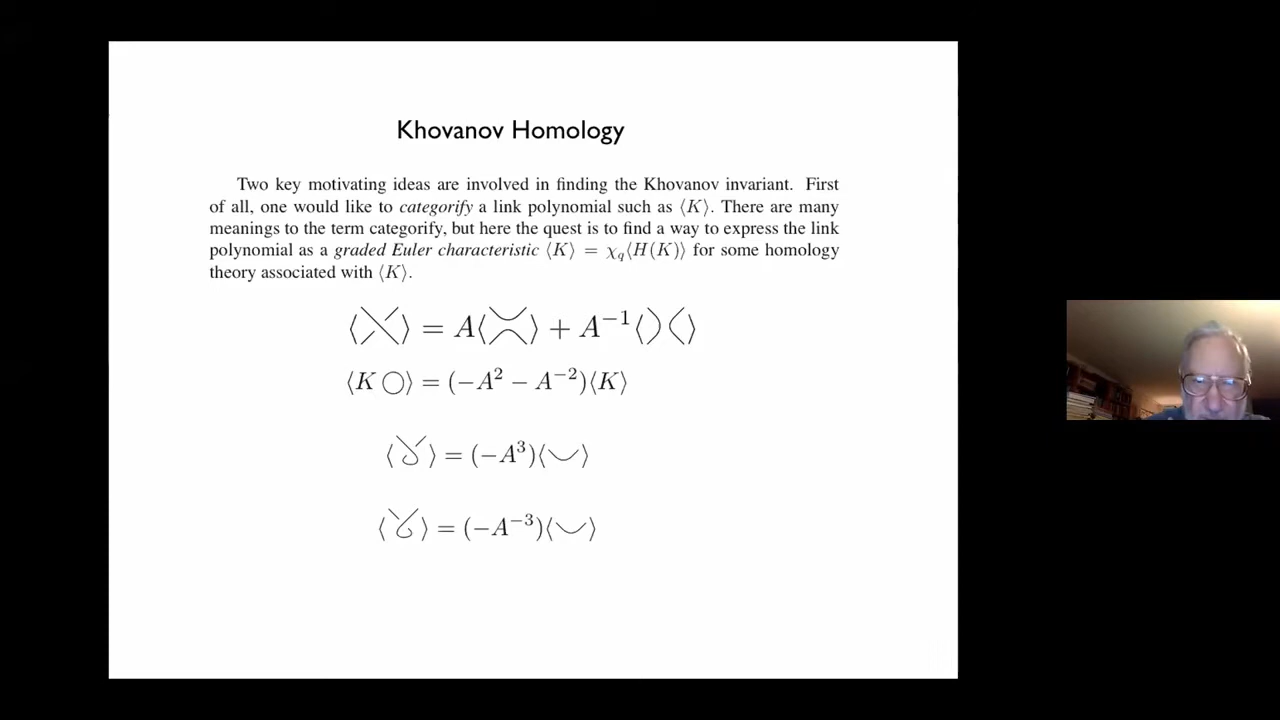 Khovanov Homology
Two key motivating ideas are involved in finding the Khovanov invariant. First
of all, one would like to categorify a link polynomial such as ⟨K⟩. There are many
meanings to the term categorify, but here the quest is to find a way to express the link
polynomial as a graded Euler characteristic ⟨K⟩ = χ_q⟨H(K)⟩ for some homology
theory associated with ⟨K⟩.
⟨ ⟩ = A⟨ ⟩ + A⁻¹⟨ ⟩
⟨K ◯⟩ = (−A² − A⁻²)⟨K⟩
⟨ ⟩ = (−A³)⟨ ⟩
⟨ ⟩ = (−A⁻³)⟨ ⟩